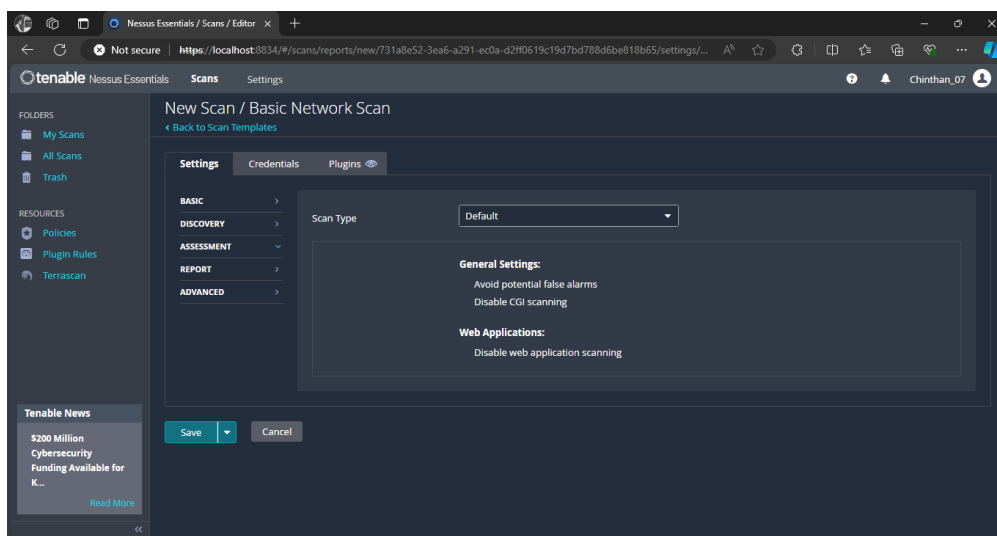 Nessus Essentials / Scans / Editor
Not secure https://localhost:8834/#/scans/reports/new/731a8e52-3ea6-a291-ec0a-d2ff0619c19d7bd788d6be818b65/settings/...
tenable Nessus Essentials Scans Settings Chinthan_07
FOLDERS
My Scans
All Scans
Trash
RESOURCES
Policies
Plugin Rules
Terrascan
Tenable News
$200 Million
Cybersecurity
Funding Available for
K...
Read More
New Scan / Basic Network Scan
Back to Scan Templates
Settings Credentials Plugins
BASIC
DISCOVERY
ASSESSMENT
REPORT
ADVANCED
Scan Type Default
General Settings:
Avoid potential false alarms
Disable CGI scanning
Web Applications:
Disable web application scanning
Save Cancel